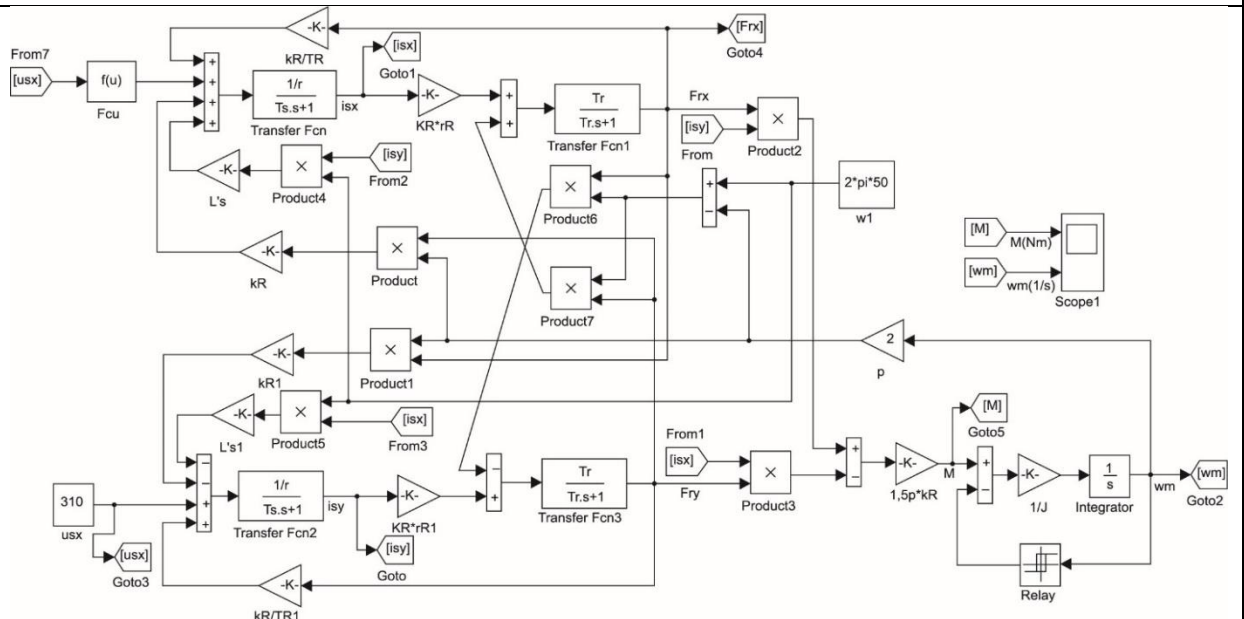 From7
[usx]
f(u)
Fcu
-K-
kR/TR
+
+
+
+
1/r
Ts.s+1
Transfer Fcn
isx
[isx]
Goto1
-K-
KR*rR
+
+
Tr
Tr.s+1
Transfer Fcn1
[Frx]
Goto4
Frx
[isy]
From
×
Product2
-K-
L's
×
Product4
[isy]
From2
×
Product6
+
−
2*pi*50
w1
-K-
kR
×
Product
×
Product7
[M]
M(Nm)
[wm]
wm(1/s)
Scope1
-K-
kR1
×
Product1
2
p
-K-
L's1
×
Product5
[isx]
From3
−
−
+
+
310
usx
[usx]
Goto3
1/r
Ts.s+1
Transfer Fcn2
isy
-K-
KR*rR1
[isy]
Goto
−
+
Tr
Tr.s+1
Transfer Fcn3
Fry
From1
[isx]
×
Product3
+
−
-K-
1,5p*kR
M
[M]
Goto5
+
−
-K-
1/J
1
s
Integrator
wm
[wm]
Goto2
Relay
-K-
kR/TR1